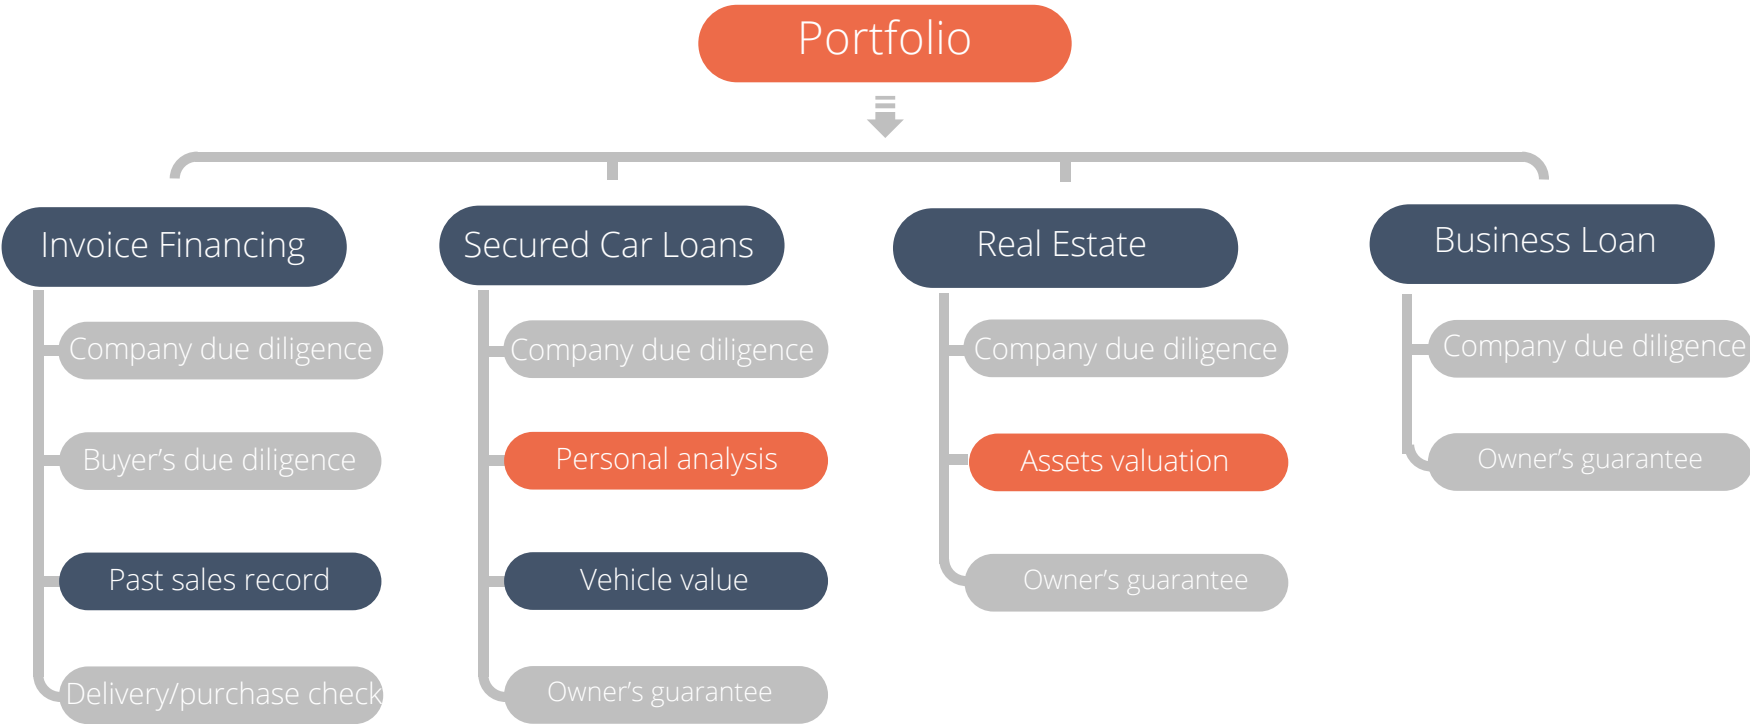 Portfolio
Invoice Financing
Company due diligence
Buyer’s due diligence
Past sales record
Delivery/purchase check
Secured Car Loans
Company due diligence
Personal analysis
Vehicle value
Owner’s guarantee
Real Estate
Company due diligence
Assets valuation
Owner’s guarantee
Business Loan
Company due diligence
Owner’s guarantee